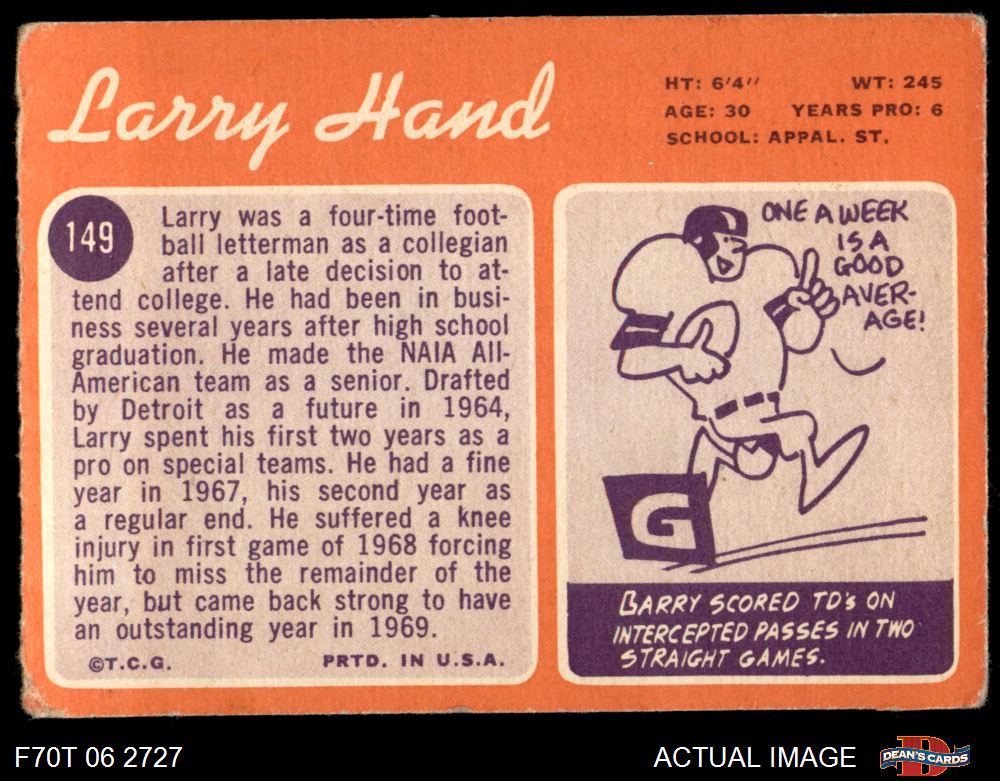 Larry Hand
HT: 6'4" WT: 245
AGE: 30 YEARS PRO: 6
SCHOOL: APPAL. ST.
149
Larry was a four-time foot-
ball letterman as a collegian
after a late decision to at-
tend college. He had been in busi-
ness several years after high school
graduation. He made the NAIA All-
American team as a senior. Drafted
by Detroit as a future in 1964,
Larry spent his first two years as a
pro on special teams. He had a fine
year in 1967, his second year as
a regular end. He suffered a knee
injury in first game of 1968 forcing
him to miss the remainder of the
year, but came back strong to have
an outstanding year in 1969.
©T.C.G. PRTD. IN U.S.A.
ONE A WEEK
IS A
GOOD
AVER-
AGE!
G
BARRY SCORED TD's ON
INTERCEPTED PASSES IN TWO
STRAIGHT GAMES.
F70T 06 2727
ACTUAL IMAGE
D
DEAN'S CARDS